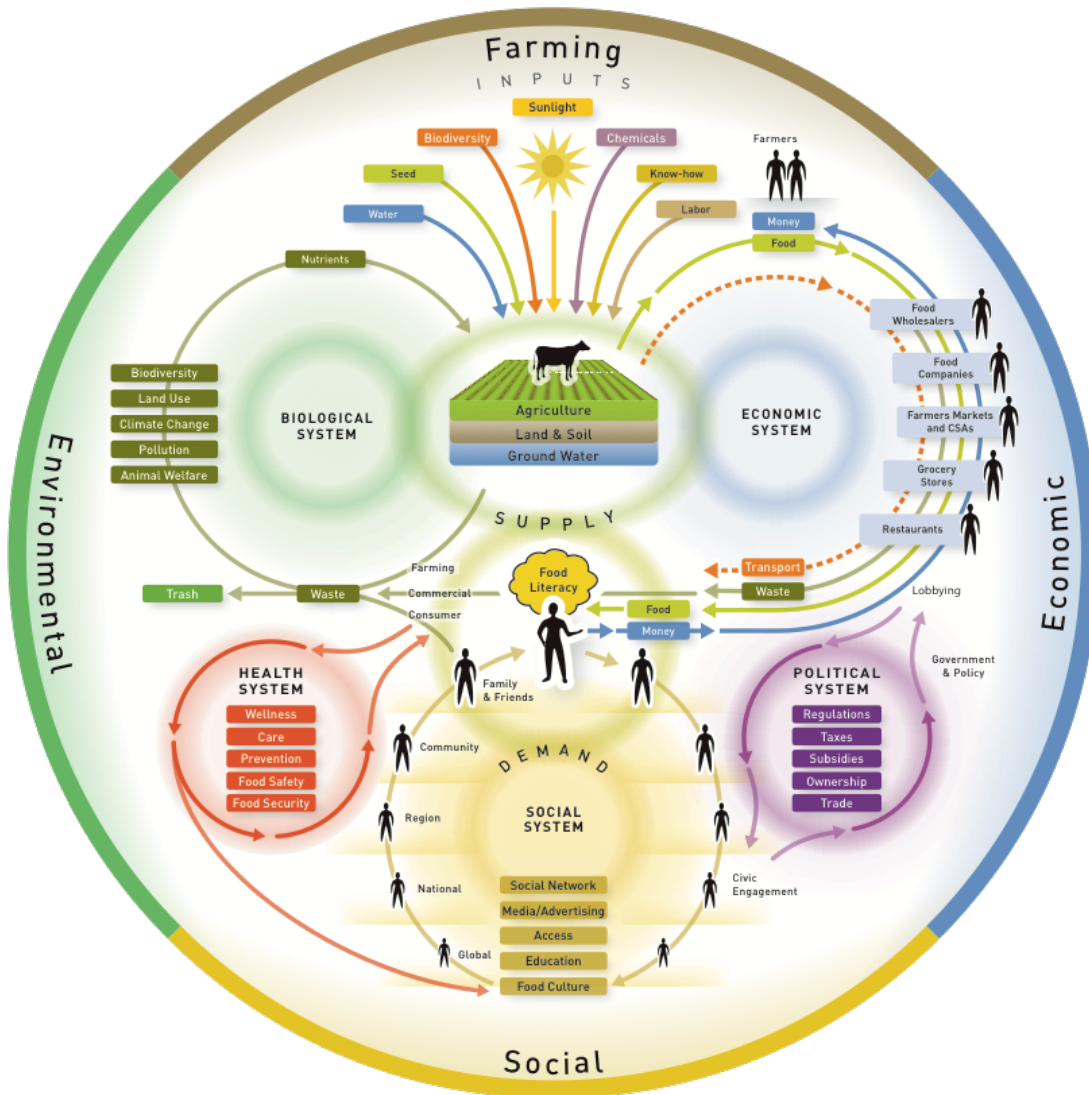 Farming
INPUTS
Sunlight
Biodiversity
Chemicals
Farmers
Seed
Know-how
Water
Labor
Money
Food
Nutrients
Food
Wholesalers
Food
Companies
Farmers Markets
and CSAs
Grocery
Stores
Restaurants
Biodiversity
Land Use
Climate Change
Pollution
Animal Welfare
BIOLOGICAL
SYSTEM
Agriculture
Land & Soil
Ground Water
ECONOMIC
SYSTEM
Environmental
Economic
SUPPLY
Farming
Commercial
Consumer
Trash
Waste
Food
Literacy
Transport
Waste
Food
Money
Lobbying
Government
& Policy
HEALTH
SYSTEM
Wellness
Care
Prevention
Food Safety
Food Security
Family
& Friends
Community
Region
National
Global
DEMAND
SOCIAL
SYSTEM
Social Network
Media/Advertising
Access
Education
Food Culture
POLITICAL
SYSTEM
Regulations
Taxes
Subsidies
Ownership
Trade
Civic
Engagement
Social